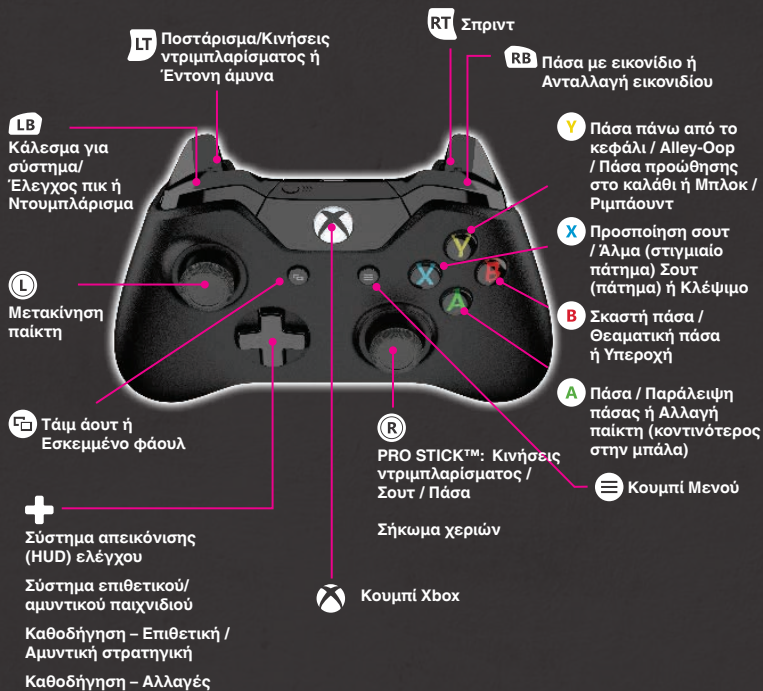 LT Ποστάρισμα/Κινήσεις
ντριμπλαρίσματος ή
Έντονη άμυνα
RT Σπριντ
RB Πάσα με εικονίδιο ή
Ανταλλαγή εικονιδίου
LB
Κάλεσμα για
σύστημα/
Έλεγχος πικ ή
Ντουμπλάρισμα
Y Πάσα πάνω από το
κεφάλι / Alley-Oop
/ Πάσα προώθησης
στο καλάθι ή Μπλοκ /
Ριμπάουντ
X Προσποίηση σουτ
/ Άλμα (στιγμιαίο
πάτημα) Σουτ
(πάτημα) ή Κλέψιμο
Y
X
B
A
L
Μετακίνηση
παίκτη
B Σκαστή πάσα /
Θεαματική πάσα
ή Υπεροχή
A Πάσα / Παράλειψη
πάσας ή Αλλαγή
παίκτη (κοντινότερος
στην μπάλα)
Τάιμ άουτ ή
Εσκεμμένο φάουλ
R
PRO STICK™: Κινήσεις
ντριμπλαρίσματος /
Σουτ / Πάσα
Σήκωμα χεριών
Κουμπί Μενού
Σύστημα απεικόνισης
(HUD) ελέγχου
Σύστημα επιθετικού/
αμυντικού παιχνιδιού
Καθοδήγηση – Επιθετική /
Αμυντική στρατηγική
Καθοδήγηση – Αλλαγές
Κουμπί Xbox